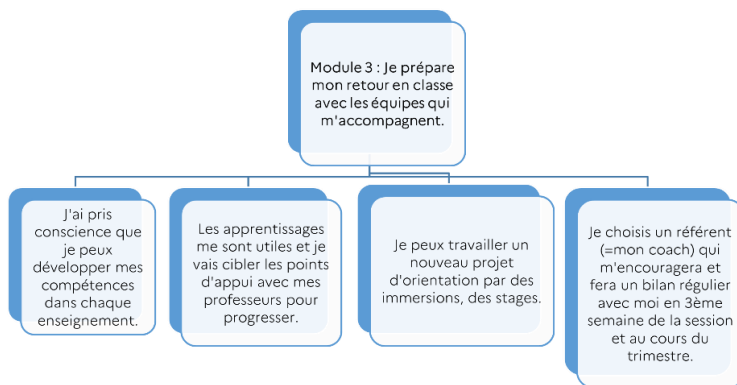 Module 3 : Je prépare
mon retour en classe
avec les équipes qui
m'accompagnent.
J'ai pris
conscience que
je peux
développer mes
compétences
dans chaque
enseignement.
Les apprentissages
me sont utiles et je
vais cibler les points
d'appui avec mes
professeurs pour
progresser.
Je peux travailler un
nouveau projet
d'orientation par des
immersions, des stages.
Je choisis un référent
(=mon coach) qui
m'encouragera et
fera un bilan régulier
avec moi en 3ème
semaine de la session
et au cours du
trimestre.